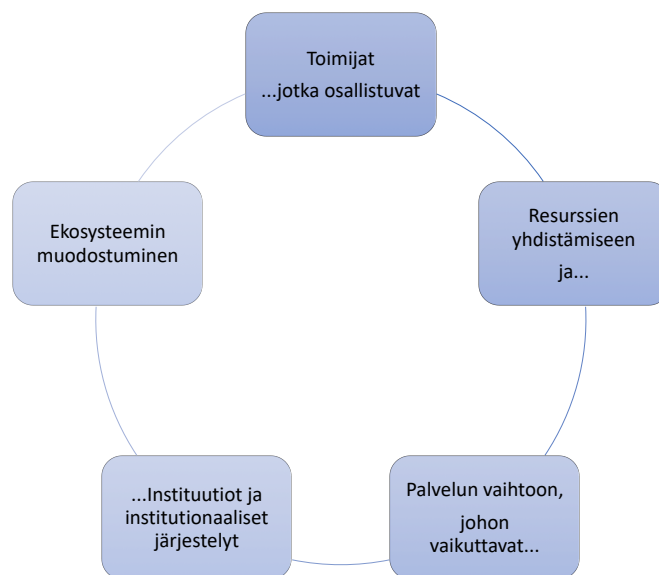 Toimijat
...jotka osallistuvat
Resurssien
yhdistämiseen
ja...
Palvelun vaihtoon,
johon
vaikuttavat...
...Instituutiot ja
institutionaaliset
järjestelyt
Ekosysteemin
muodostuminen